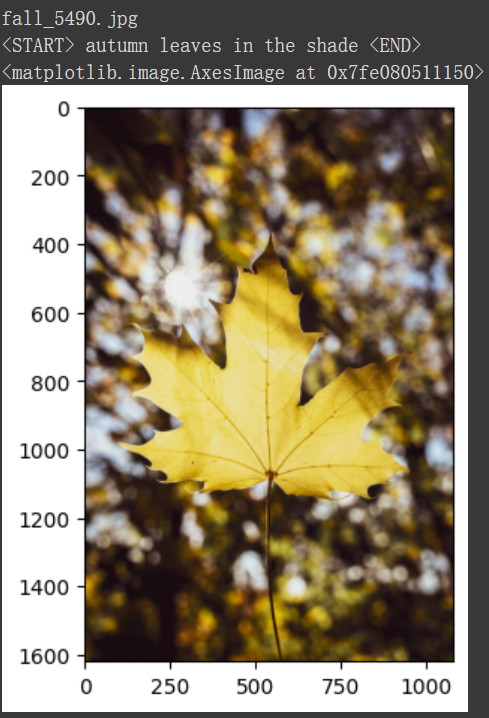 fall_5490.jpg
<START> autumn leaves in the shade <END>
<matplotlib.image.AxesImage at 0x7fe080511150>
0
200
400
600
800
1000
1200
1400
1600
0 250 500 750 1000